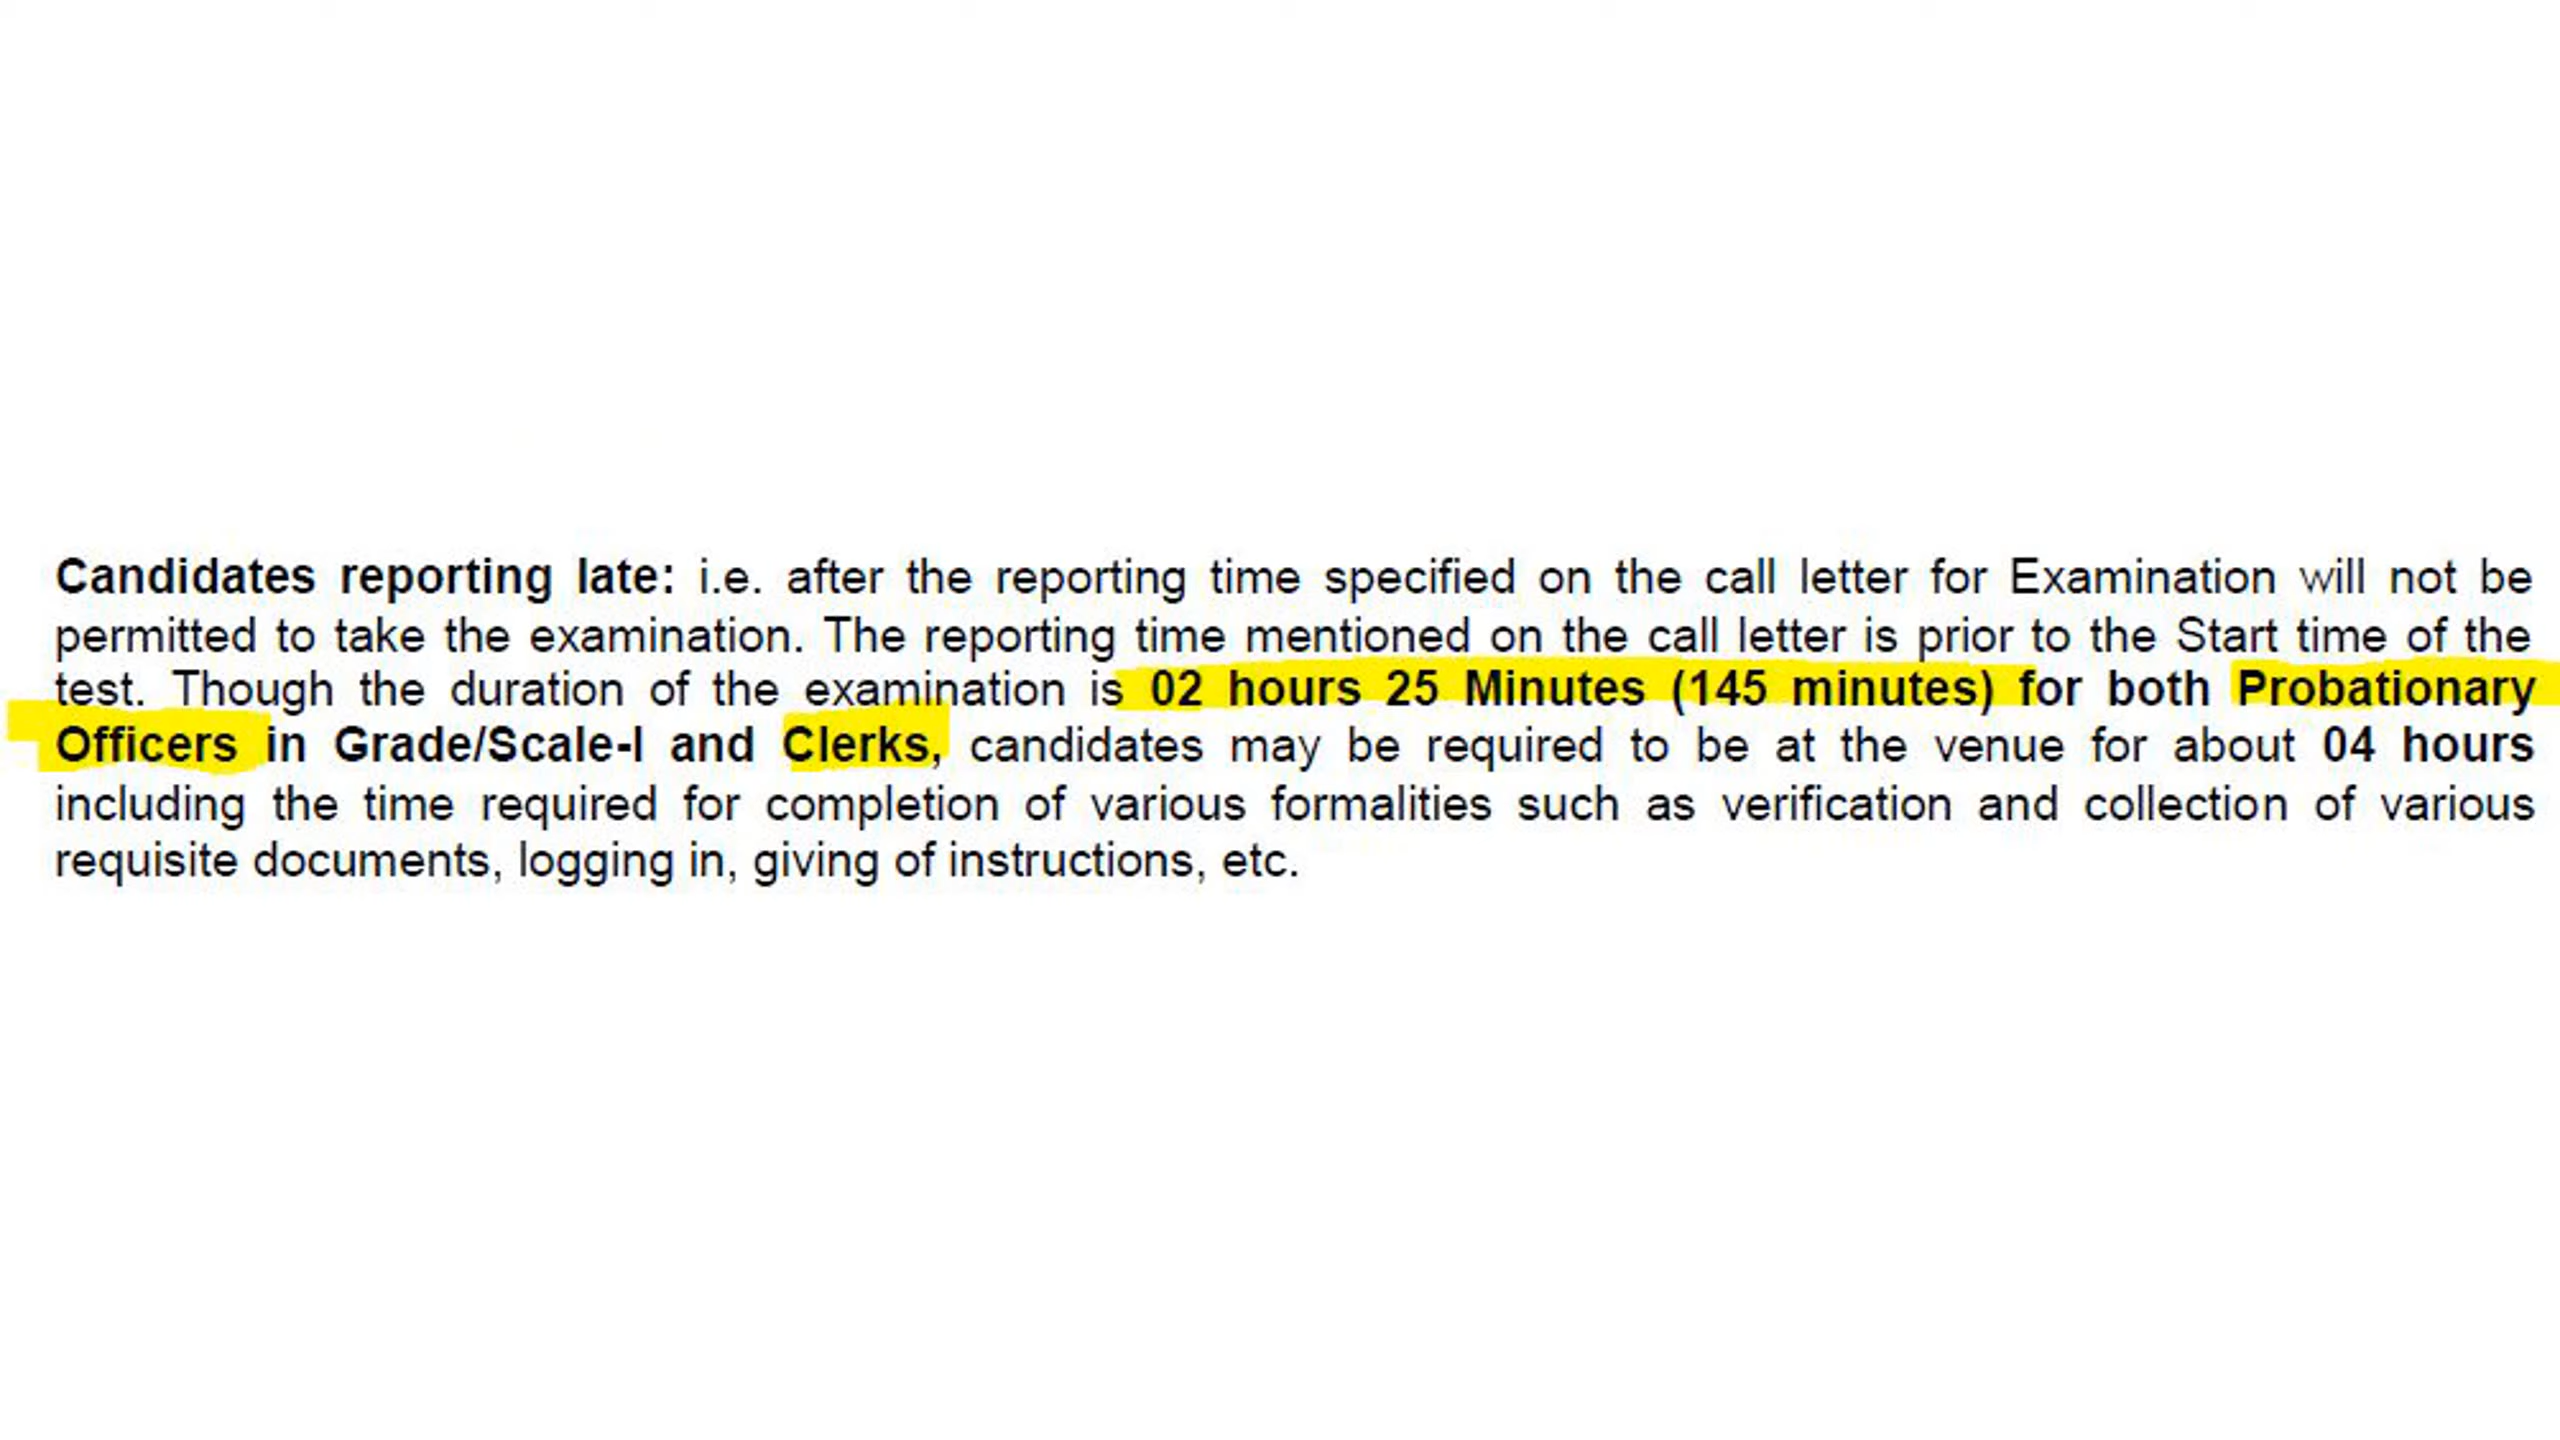 Candidates reporting late: i.e. after the reporting time specified on the call letter for Examination will not be
permitted to take the examination. The reporting time mentioned on the call letter is prior to the Start time of the
test. Though the duration of the examination is 02 hours 25 Minutes (145 minutes) for both Probationary
Officers in Grade/Scale-I and Clerks, candidates may be required to be at the venue for about 04 hours
including the time required for completion of various formalities such as verification and collection of various
requisite documents, logging in, giving of instructions, etc.